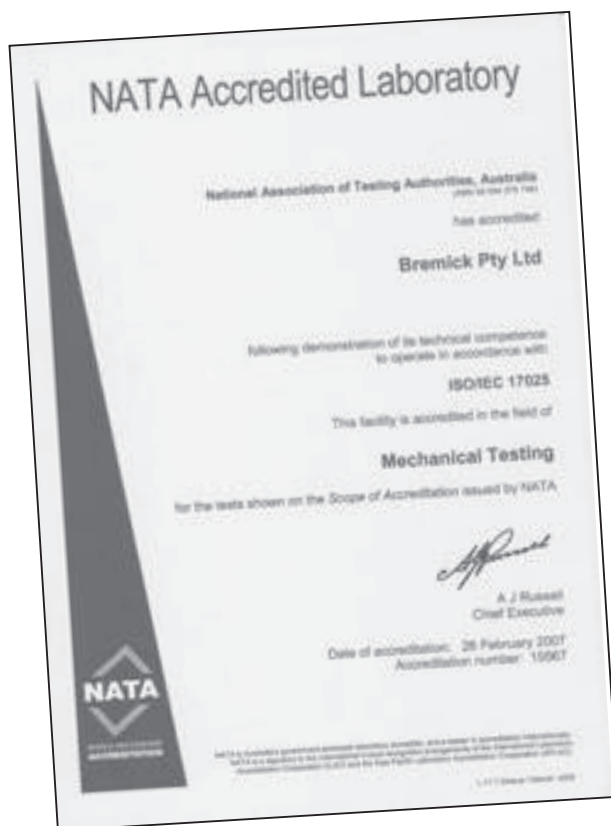 NATA Accredited Laboratory
National Association of Testing Authorities, Australia
has accredited
Bremick Pty Ltd
following demonstration of its technical competence
to operate in accordance with
ISO/IEC 17025
This facility is accredited in the field of
Mechanical Testing
for the tests shown on the Scope of Accreditation issued by NATA
A J Russell
Chief Executive
Date of accreditation: 26 February 2007
Accreditation number:
NATA